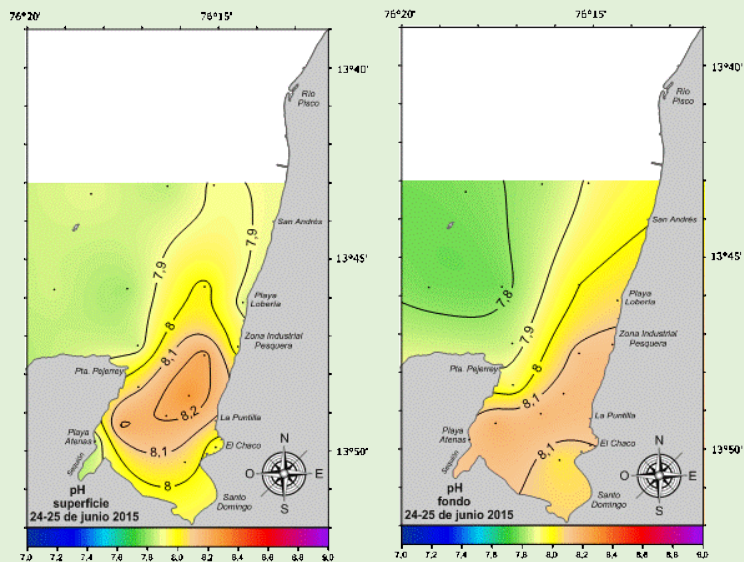 76°20' 76°15'
13°40'
Río
Pisco
San Andrés
7,9
7,9
13°45'
Playa
Lobería
8
Zona Industrial
Pesquera
8,1
Pta. Pejerrey
8,2
La Puntilla
Playa
Atenas
El Chaco
8,1
13°50'
Sequión
8
N
O E
S
pH
superficie
24-25 de junio 2015
Santo
Domingo
7,0 7,2 7,4 7,6 7,8 8,0 8,2 8,4 8,6 8,8 9,0
76°20' 76°15'
13°40'
Río
Pisco
San Andrés
13°45'
7,8
Playa
Lobería
7,9
Zona Industrial
Pesquera
Pta. Pejerrey
8
8,1
La Puntilla
Playa
Atenas
El Chaco
8,1
13°50'
Sequión
N
O E
S
pH
fondo
24-25 de junio 2015
Santo
Domingo
7,0 7,2 7,4 7,6 7,8 8,0 8,2 8,4 8,6 8,8 9,0